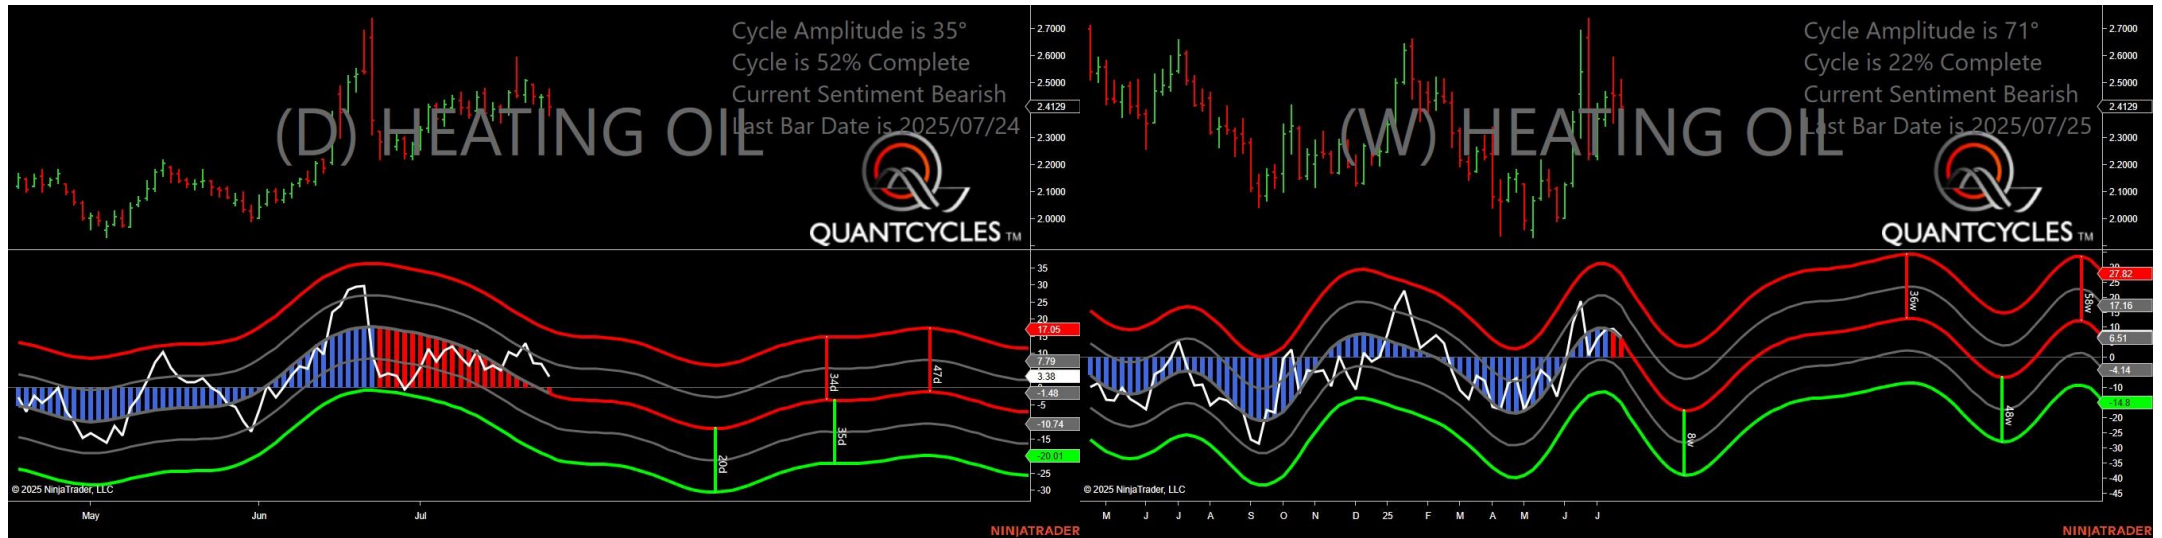 Cycle Amplitude is 35°
Cycle is 52% Complete
Current Sentiment Bearish
Last Bar Date is 2025/07/24
(D) HEATING OIL
QUANTCYCLES TM
2.7000
2.6000
2.5000
2.4129
2.3000
2.2000
2.1000
2.0000
35
30
25
20
17.05
10
7.79
3.38
-1.48
-5
-10.74
-15
-20.01
-25
-30
34d
47d
20d
35d
© 2025 NinjaTrader, LLC
May
Jun
Jul
NINJATRADER
Cycle Amplitude is 71°
Cycle is 22% Complete
Current Sentiment Bearish
Last Bar Date is 2025/07/25
(W) HEATING OIL
QUANTCYCLES TM
2.7000
2.6000
2.5000
2.4129
2.3000
2.2000
2.1000
2.0000
27.82
25
17.16
15
10
6.51
0
-4.14
-10
-14.8
-20
-25
-30
-35
-40
-45
36w
58w
8w
48w
© 2025 NinjaTrader, LLC
M
J
J
A
S
O
N
D
25
F
M
A
M
J
J
NINJATRADER